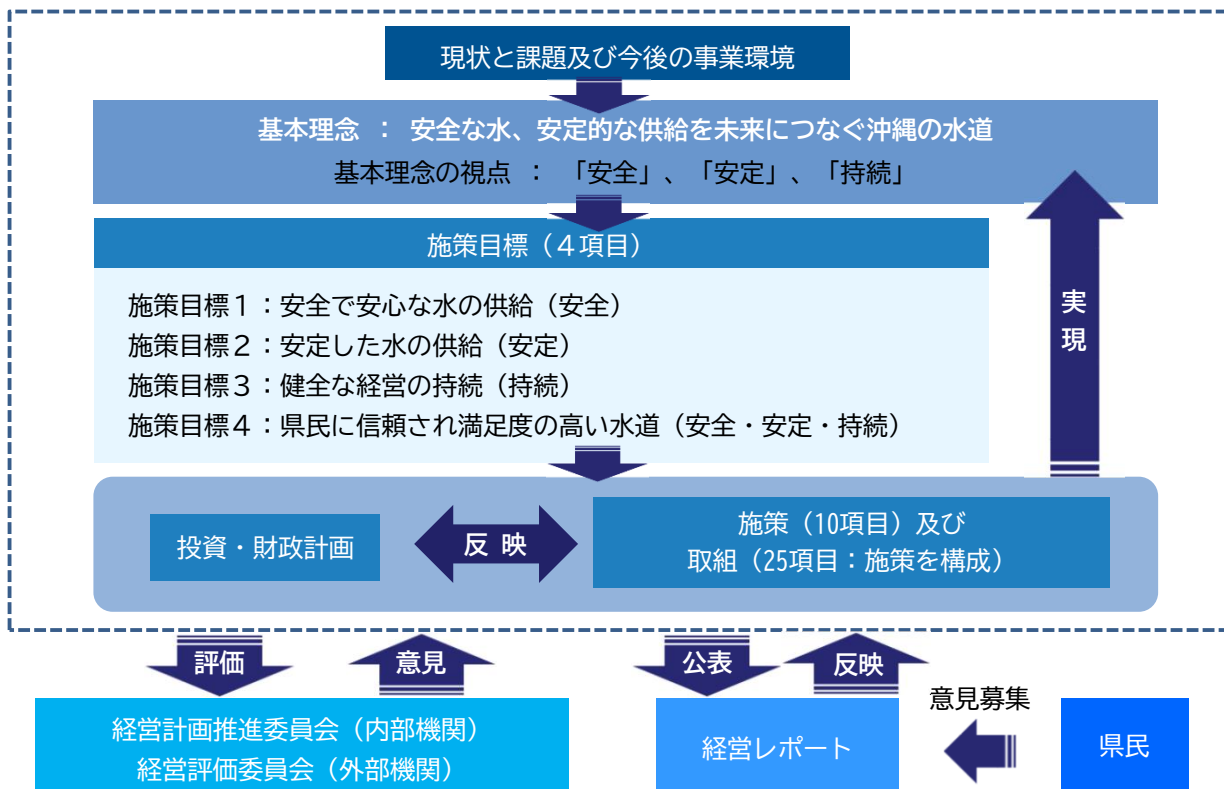 現状と課題及び今後の事業環境
基本理念 ： 安全な水、安定的な供給を未来につなぐ沖縄の水道
基本理念の視点 ： 「安全」、「安定」、「持続」
施策目標（４項目）
施策目標１：安全で安心な水の供給（安全）
施策目標２：安定した水の供給（安定）
施策目標３：健全な経営の持続（持続）
施策目標４：県民に信頼され満足度の高い水道（安全・安定・持続）
実現
投資・財政計画
反 映
施策（10項目）及び
取組（25項目：施策を構成）
評価
意見
公表
反映
経営計画推進委員会（内部機関）
経営評価委員会（外部機関）
経営レポート
意見募集
県民